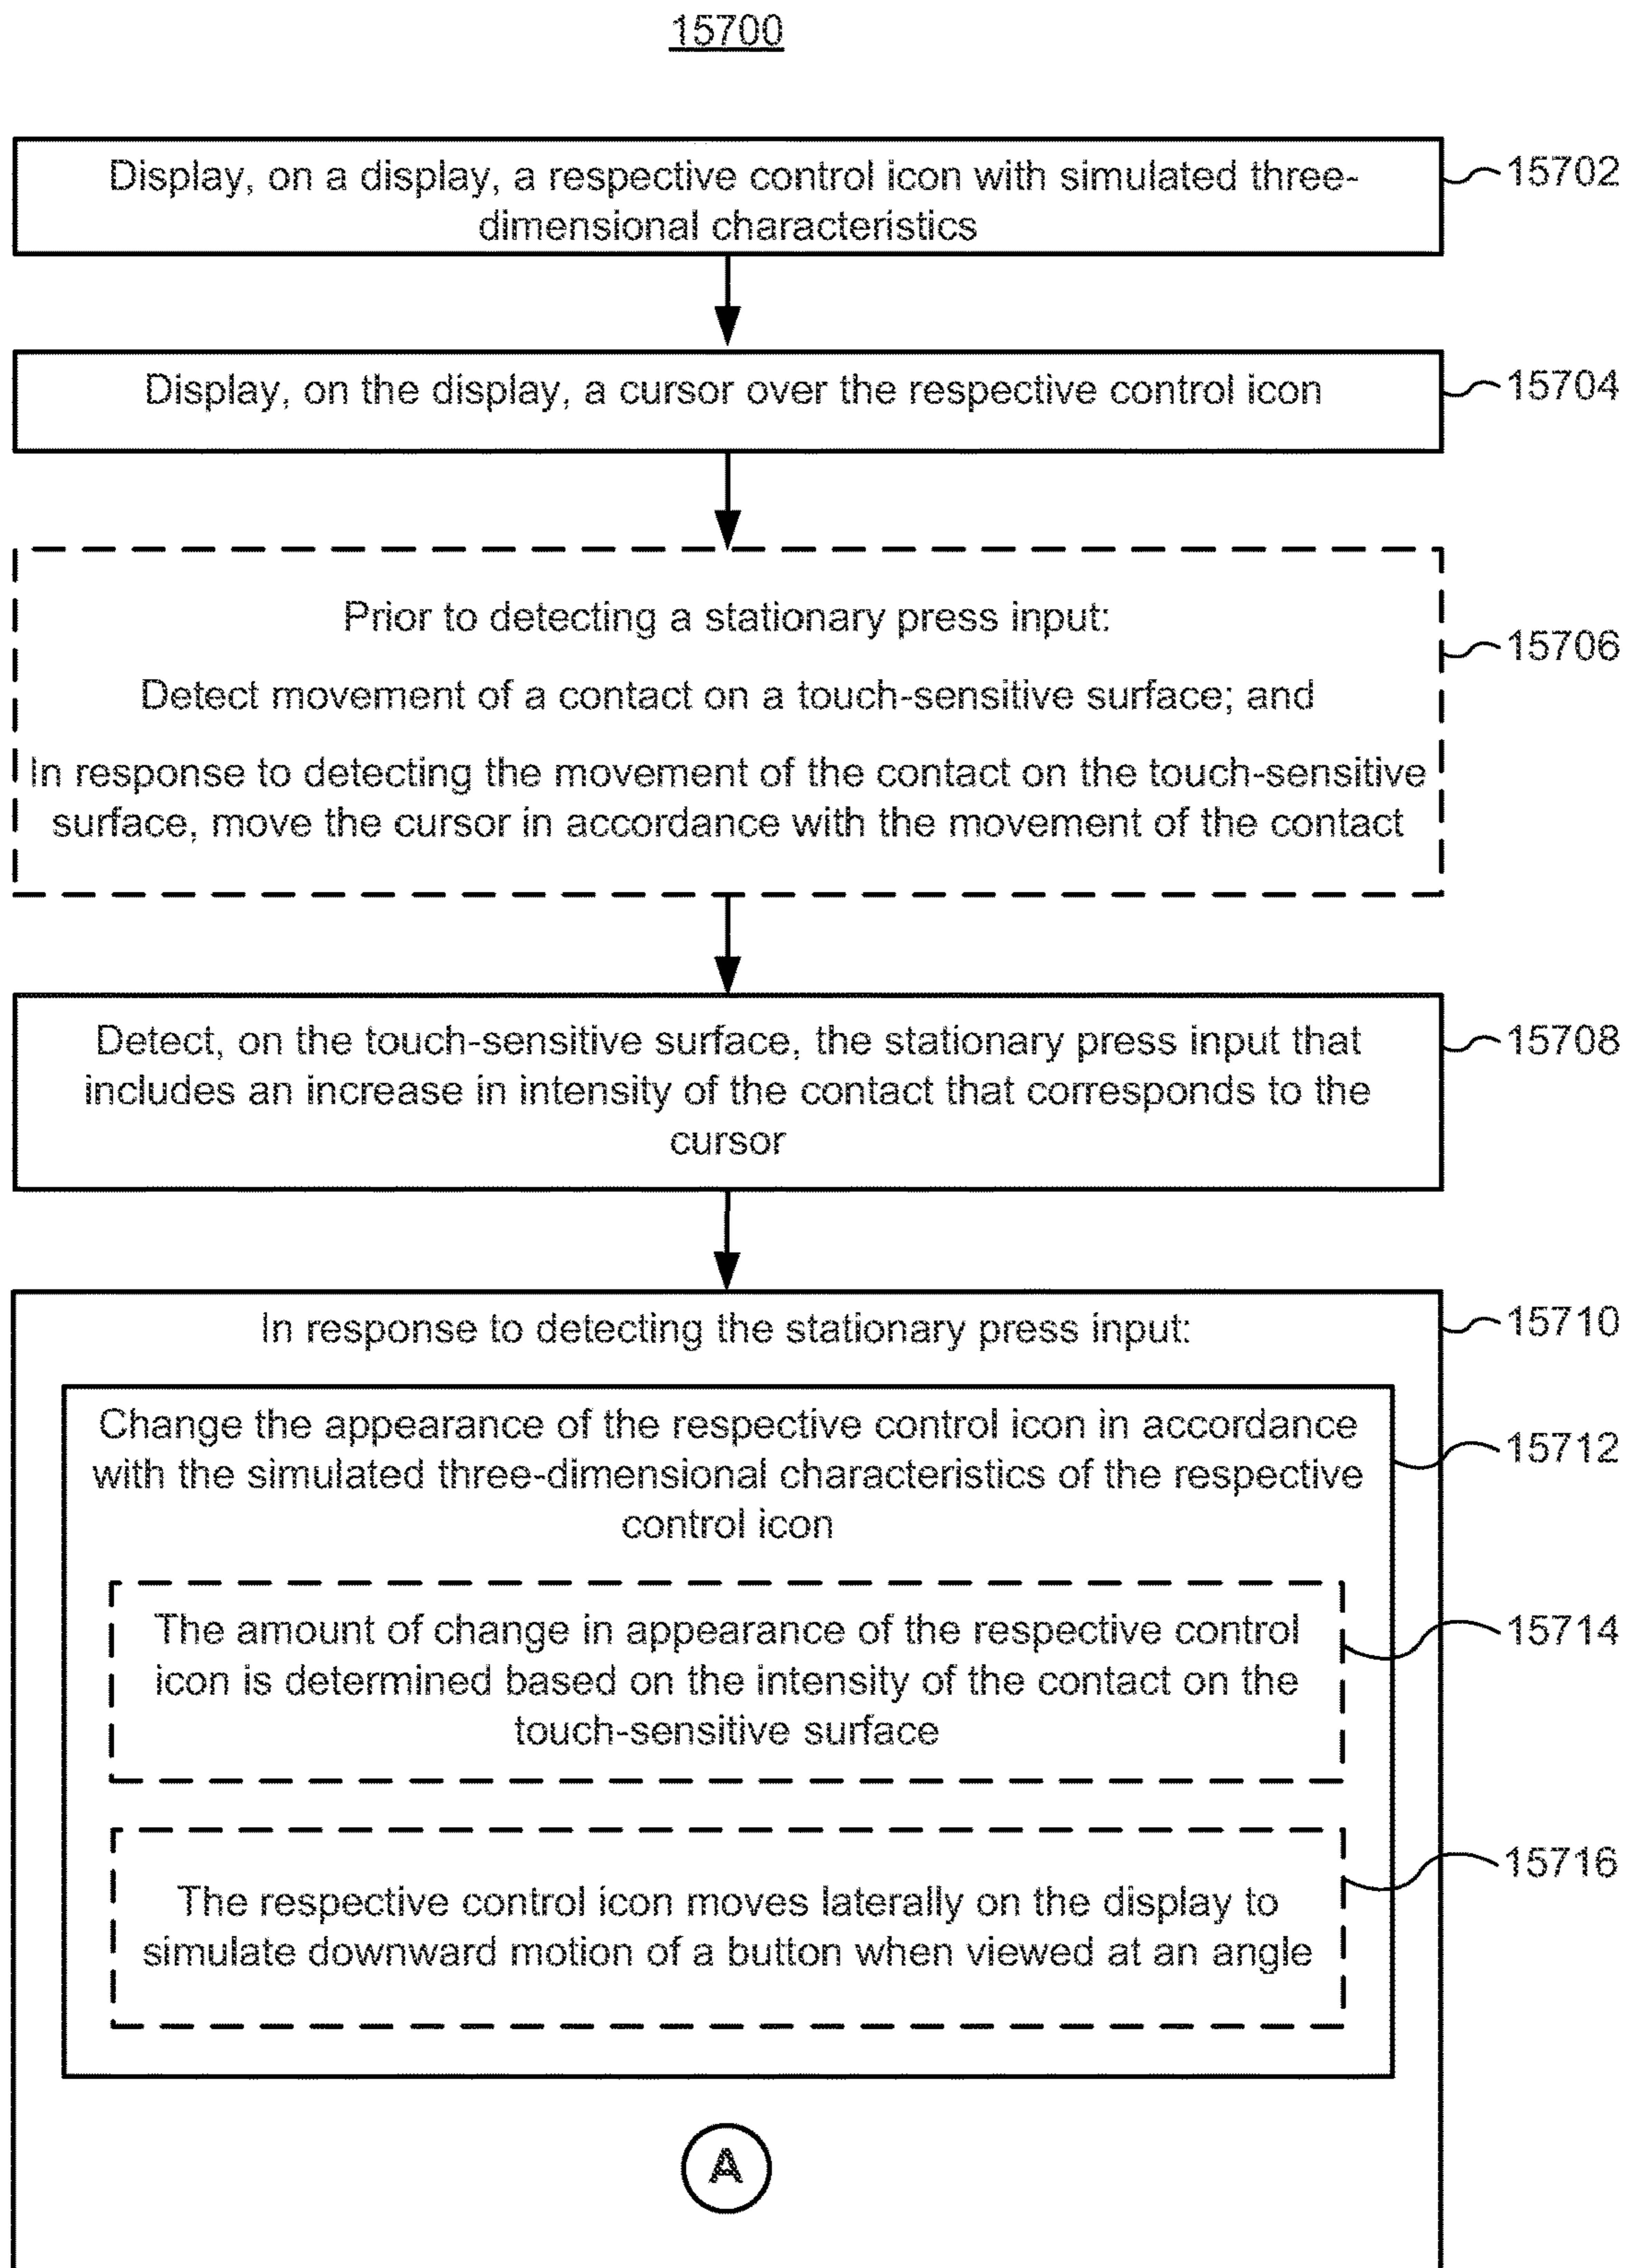 15700
Display, on a display, a respective control icon with simulated three-
dimensional characteristics
15702
Display, on the display, a cursor over the respective control icon
15704
Prior to detecting a stationary press input:
Detect movement of a contact on a touch-sensitive surface; and
In response to detecting the movement of the contact on the touch-sensitive
surface, move the cursor in accordance with the movement of the contact
15706
Detect, on the touch-sensitive surface, the stationary press input that
includes an increase in intensity of the contact that corresponds to the
cursor
15708
In response to detecting the stationary press input:
15710
Change the appearance of the respective control icon in accordance
with the simulated three-dimensional characteristics of the respective
control icon
15712
The amount of change in appearance of the respective control
icon is determined based on the intensity of the contact on the
touch-sensitive surface
15714
The respective control icon moves laterally on the display to
simulate downward motion of a button when viewed at an angle
15716
A